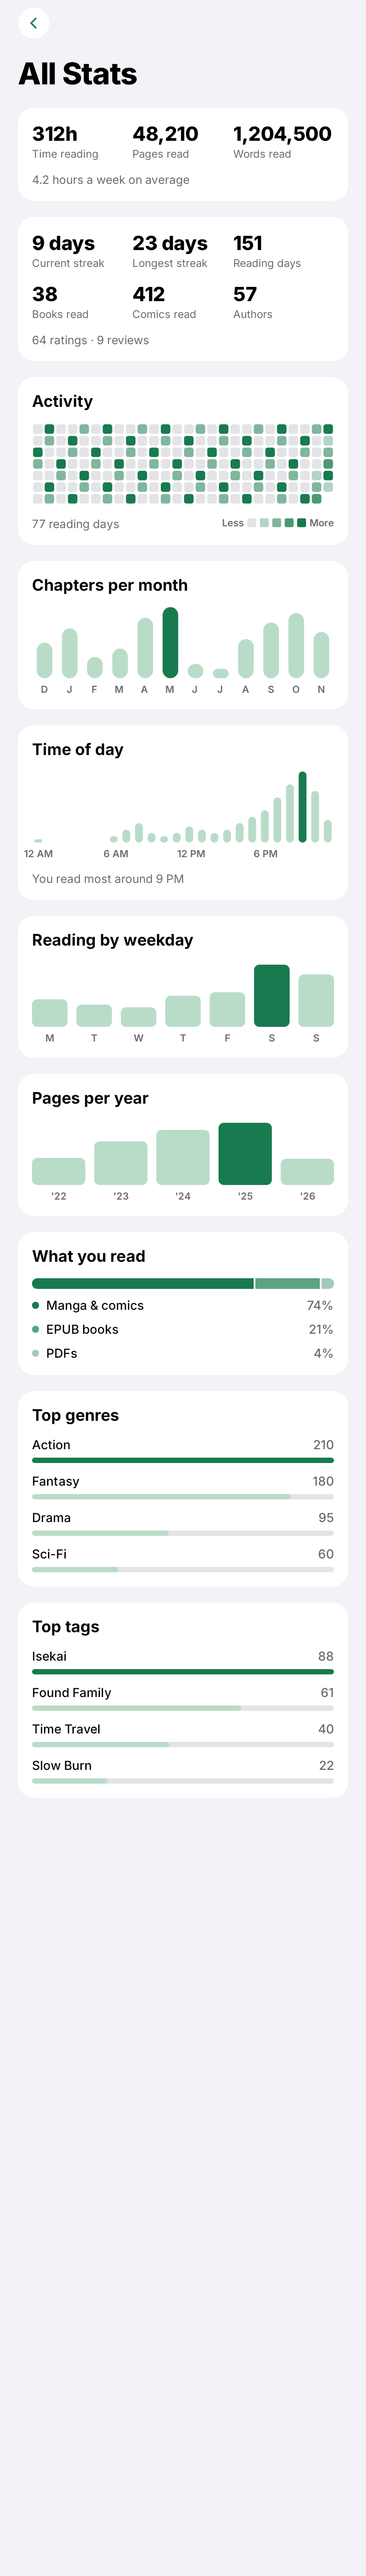 All Stats
312h 48,210 1,204,500
Time reading Pages read Words read
4.2 hours a week on average
9 days 23 days 151
Current streak Longest streak Reading days
38 412 57
Books read Comics read Authors
64 ratings · 9 reviews
Activity
77 reading days Less More
Chapters per month
D J F M A M J J A S O N
Time of day
12 AM 6 AM 12 PM 6 PM
You read most around 9 PM
Reading by weekday
M T W T F S S
Pages per year
'22 '23 '24 '25 '26
What you read
Manga & comics 74%
EPUB books 21%
PDFs 4%
Top genres
Action 210
Fantasy 180
Drama 95
Sci-Fi 60
Top tags
Isekai 88
Found Family 61
Time Travel 40
Slow Burn 22